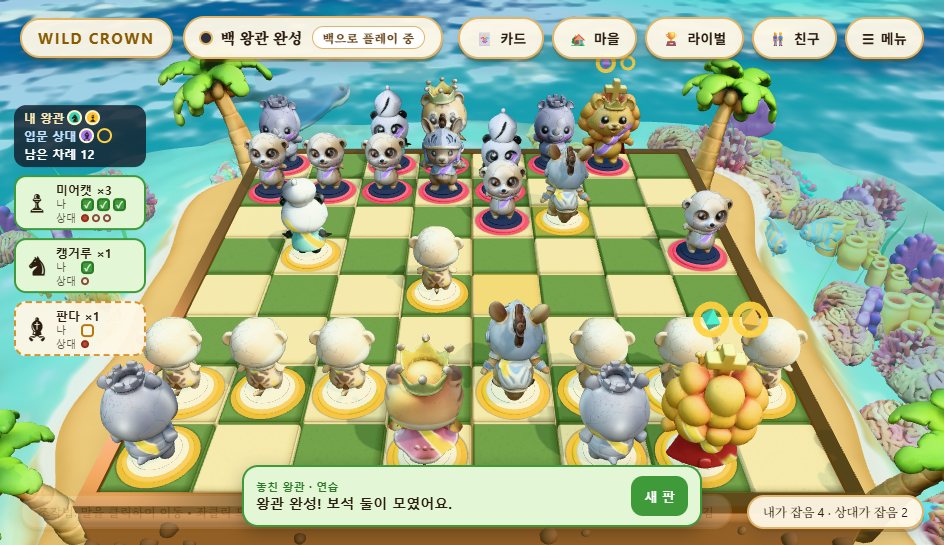 WILD CROWN
백 왕관 완성
백으로 플레이 중
카드
마을
라이벌
친구
☰ 메뉴
내 왕관
입문 상대
남은 차례 12
미어캣 ×3
나
상대
캥거루 ×1
나
상대
판다 ×1
나
상대
놓친 왕관 · 연습
왕관 완성! 보석 둘이 모였어요.
새 판
내가 잡음 4 · 상대가 잡음 2